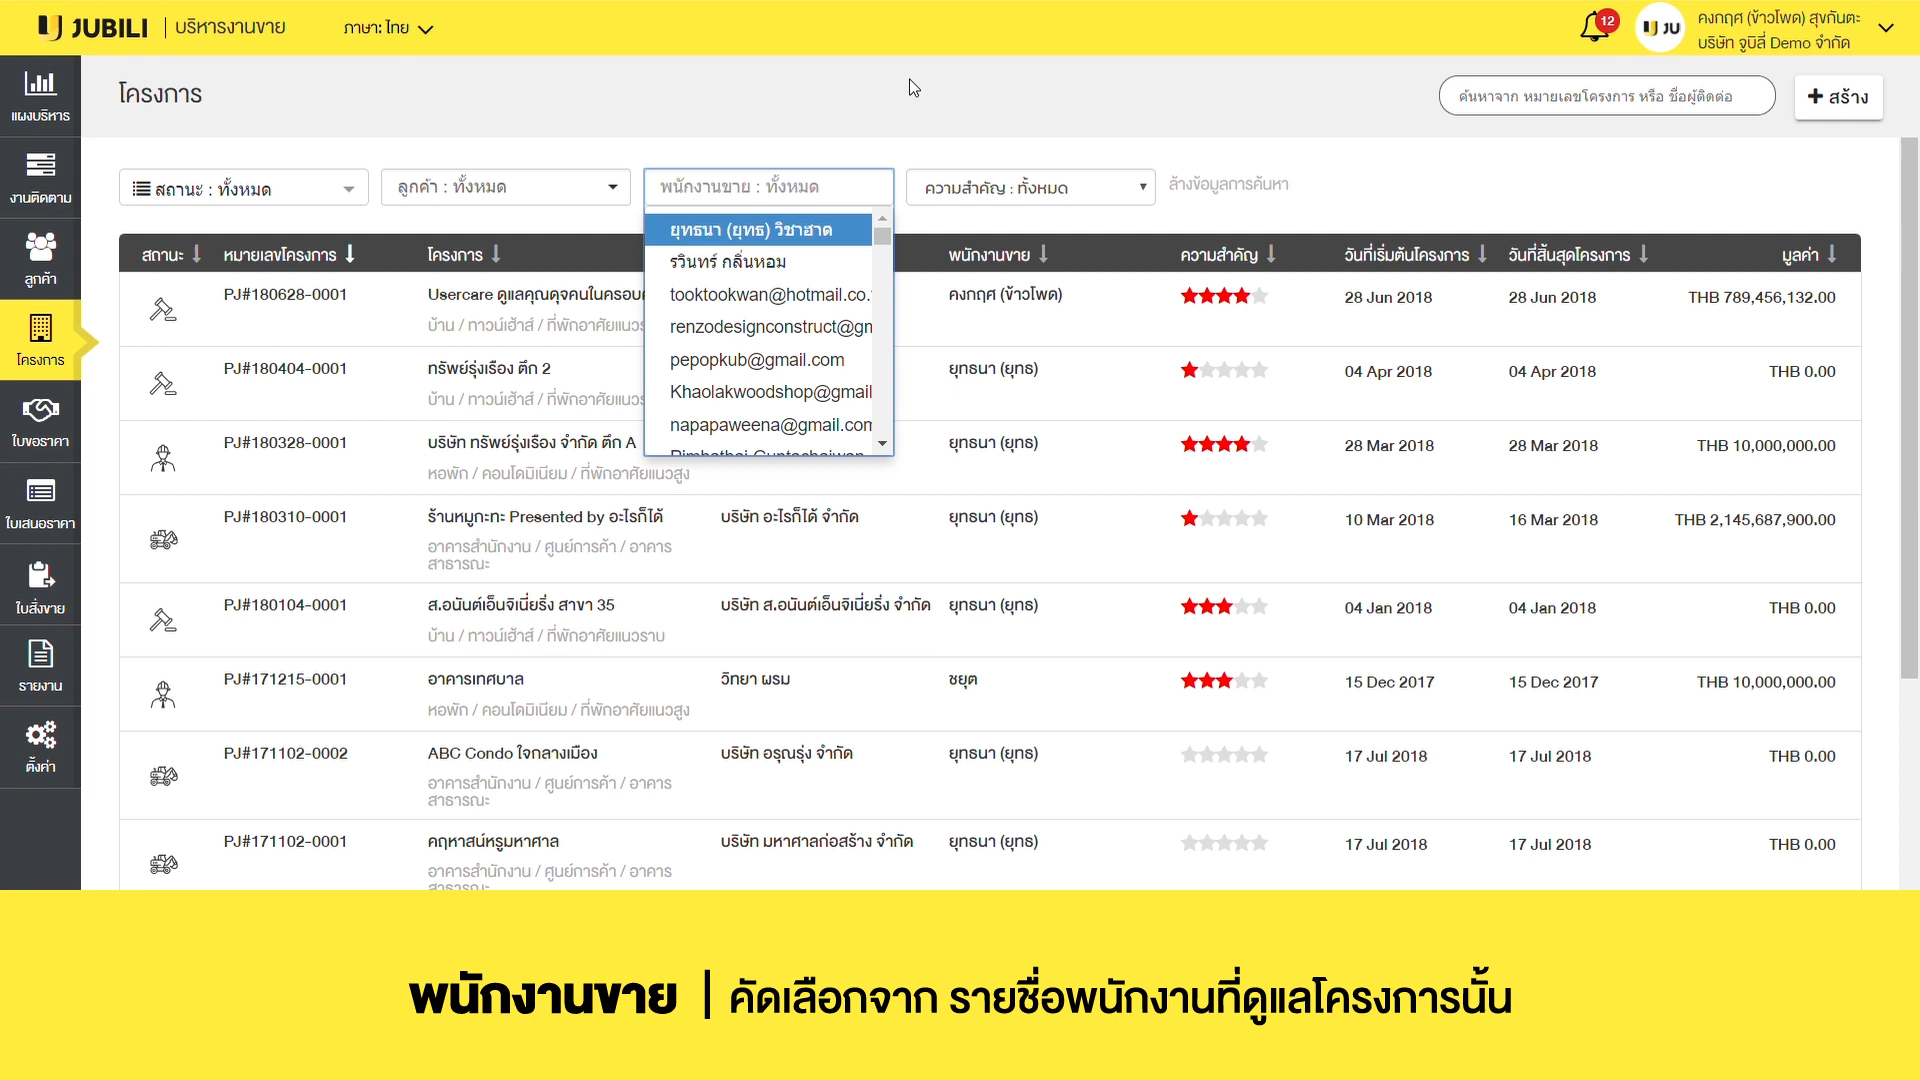 JUBILI | บริหารงานขาย
ภาษา: ไทย
12
JU
คงกฤศ (ข้าวโพด) สุขกันตะ
บริษัท จูบิลี่ Demo จำกัด
แผงบริหาร
งานติดตาม
ลูกค้า
โครงการ
ใบขอราคา
ใบเสนอราคา
ใบสั่งขาย
รายงาน
ตั้งค่า
โครงการ
ค้นหาจาก หมายเลขโครงการ หรือ ชื่อผู้ติดต่อ
+ สร้าง
สถานะ : ทั้งหมด
ลูกค้า : ทั้งหมด
พนักงานขาย : ทั้งหมด
ความสำคัญ : ทั้งหมด
ล้างข้อมูลการค้นหา
ยุทธนา (ยุทธ) วิชาฮาด
รวินทร์ กลิ่นหอม
tooktookwan@hotmail.co.
renzodesignconstruct@gm
pepopkub@gmail.com
Khaolakwoodshop@gmail
napapaweena@gmail.com
สถานะ หมายเลขโครงการ โครงการ พนักงานขาย ความสำคัญ วันที่เริ่มต้นโครงการ วันที่สิ้นสุดโครงการ มูลค่า
PJ#180628-0001 Usercare ดูแลคุณดุจคนในครอบค คงกฤศ (ข้าวโพด) 28 Jun 2018 28 Jun 2018 THB 789,456,132.00
บ้าน / ทาวน์เฮ้าส์ / ที่พักอาศัยแนวร
PJ#180404-0001 ทรัพย์รุ่งเรือง ตึก 2 ยุทธนา (ยุทธ) 04 Apr 2018 04 Apr 2018 THB 0.00
บ้าน / ทาวน์เฮ้าส์ / ที่พักอาศัยแนวร
PJ#180328-0001 บริษัท ทรัพย์รุ่งเรือง จำกัด ตึก A ยุทธนา (ยุทธ) 28 Mar 2018 28 Mar 2018 THB 10,000,000.00
หอพัก / คอนโดมิเนียม / ที่พักอาศัยแนวสูง
PJ#180310-0001 ร้านหมูกะทะ Presented by อะไรก็ได้ บริษัท อะไรก็ได้ จำกัด ยุทธนา (ยุทธ) 10 Mar 2018 16 Mar 2018 THB 2,145,687,900.00
อาคารสำนักงาน / ศูนย์การค้า / อาคาร
สาธารณะ
PJ#180104-0001 ส.อนันต์เอ็นจิเนี่ยริ่ง สาขา 35 บริษัท ส.อนันต์เอ็นจิเนี่ยริ่ง จำกัด ยุทธนา (ยุทธ) 04 Jan 2018 04 Jan 2018 THB 0.00
บ้าน / ทาวน์เฮ้าส์ / ที่พักอาศัยแนวราบ
PJ#171215-0001 อาคารเทศบาล วิทยา ผรม ชยุต 15 Dec 2017 15 Dec 2017 THB 10,000,000.00
หอพัก / คอนโดมิเนียม / ที่พักอาศัยแนวสูง
PJ#171102-0002 ABC Condo ใจกลางเมือง บริษัท อรุณรุ่ง จำกัด ยุทธนา (ยุทธ) 17 Jul 2018 17 Jul 2018 THB 0.00
อาคารสำนักงาน / ศูนย์การค้า / อาคาร
สาธารณะ
PJ#171102-0001 คฤหาสน์หรูมหาศาล บริษัท มหาศาลก่อสร้าง จำกัด ยุทธนา (ยุทธ) 17 Jul 2018 17 Jul 2018 THB 0.00
อาคารสำนักงาน / ศูนย์การค้า / อาคาร
พนักงานขาย | คัดเลือกจาก รายชื่อพนักงานที่ดูแลโครงการนั้น